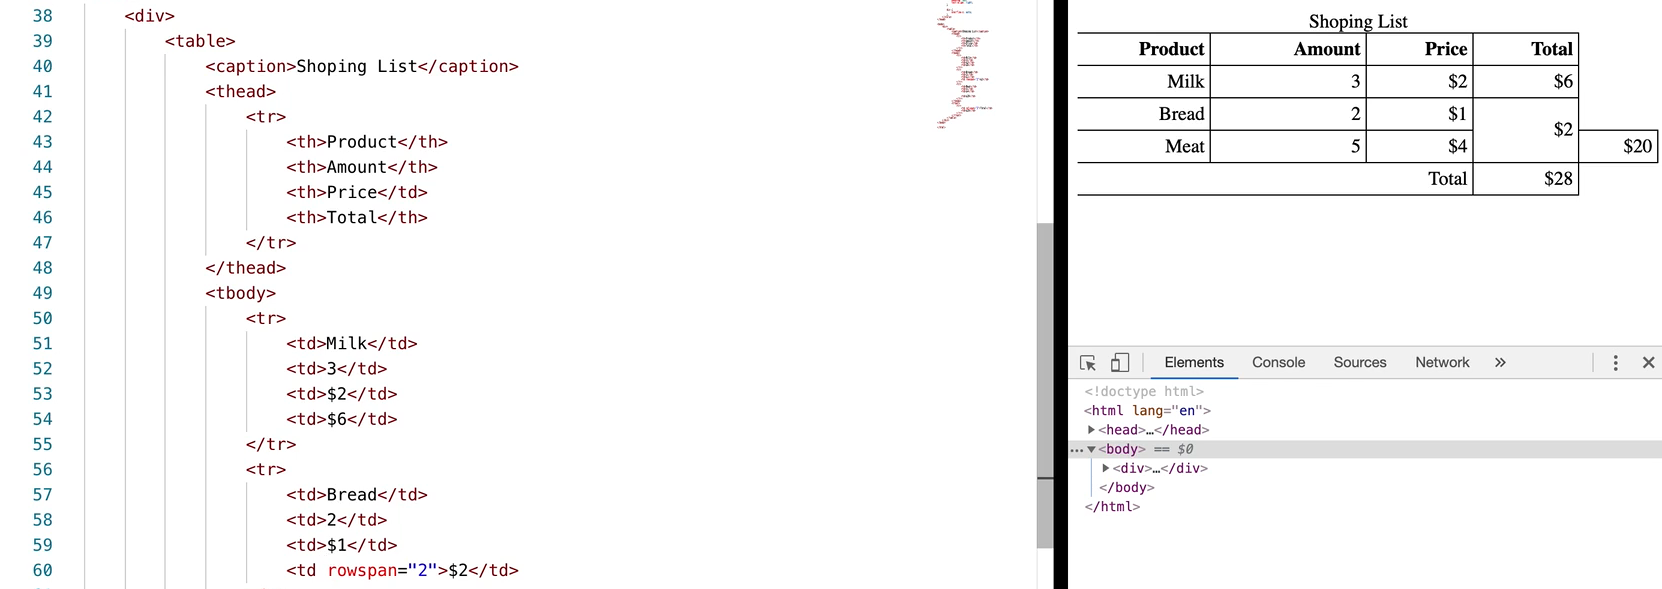 38 <div>
39 <table>
40 <caption>Shoping List</caption>
41 <thead>
42 <tr>
43 <th>Product</th>
44 <th>Amount</th>
45 <th>Price</td>
46 <th>Total</th>
47 </tr>
48 </thead>
49 <tbody>
50 <tr>
51 <td>Milk</td>
52 <td>3</td>
53 <td>$2</td>
54 <td>$6</td>
55 </tr>
56 <tr>
57 <td>Bread</td>
58 <td>2</td>
59 <td>$1</td>
60 <td rowspan="2">$2</td>
Shoping List
Product Amount Price Total
Milk 3 $2 $6
Bread 2 $1 $2
Meat 5 $4 $20
Total $28
Elements Console Sources Network »
<!doctype html>
<html lang="en">
▶<head>…</head>
… ▼<body> == $0
▶<div>…</div>
</body>
</html>